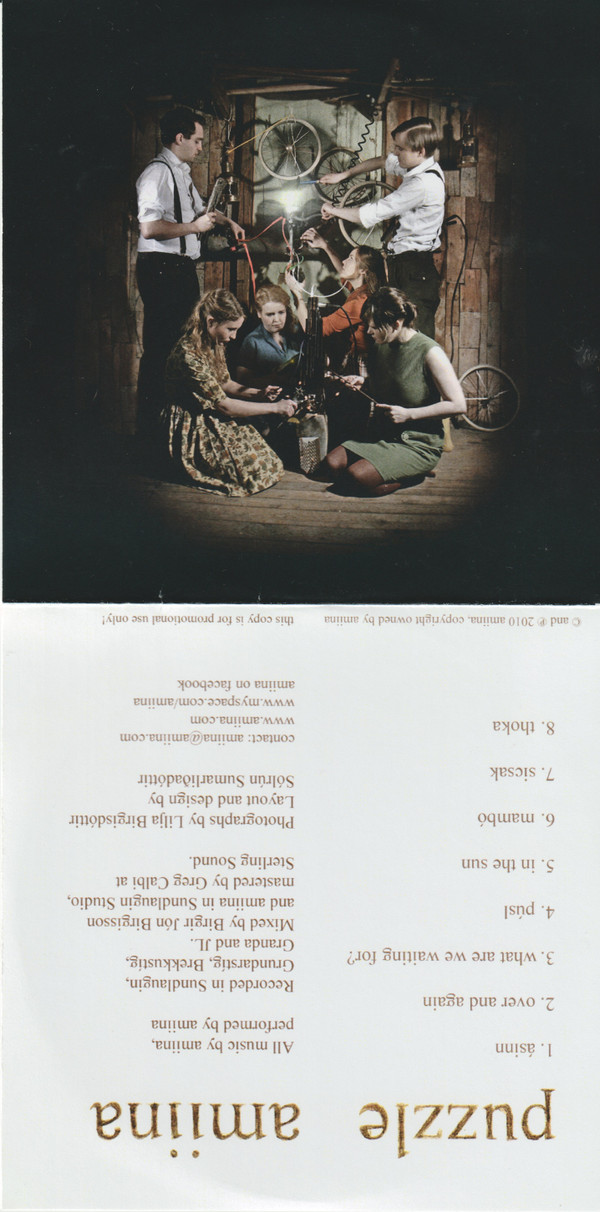 puzzle amiina
1. ásinn
2. over and again
3. what are we waiting for?
4. púsl
5. in the sun
6. mambó
7. sicsak
8. thoka
All music by amiina,
performed by amiina
Recorded in Sundlaugin,
Grundarstig, Brekkustig,
Granda and JL.
Mixed by Birgir Jón Birgisson
and amiina in Sundlaugin Studio,
mastered by Greg Calbi at
Sterling Sound.
Photographs by Lilja Birgisdóttir
Layout and design by
Sólrún Sumarliðadóttir
contact: amiina@amiina.com
www.amiina.com
www.myspace.com/amiina
amiina on facebook
© and ℗ 2010 amiina, copyright owned by amiina
this copy is for promotional use only!